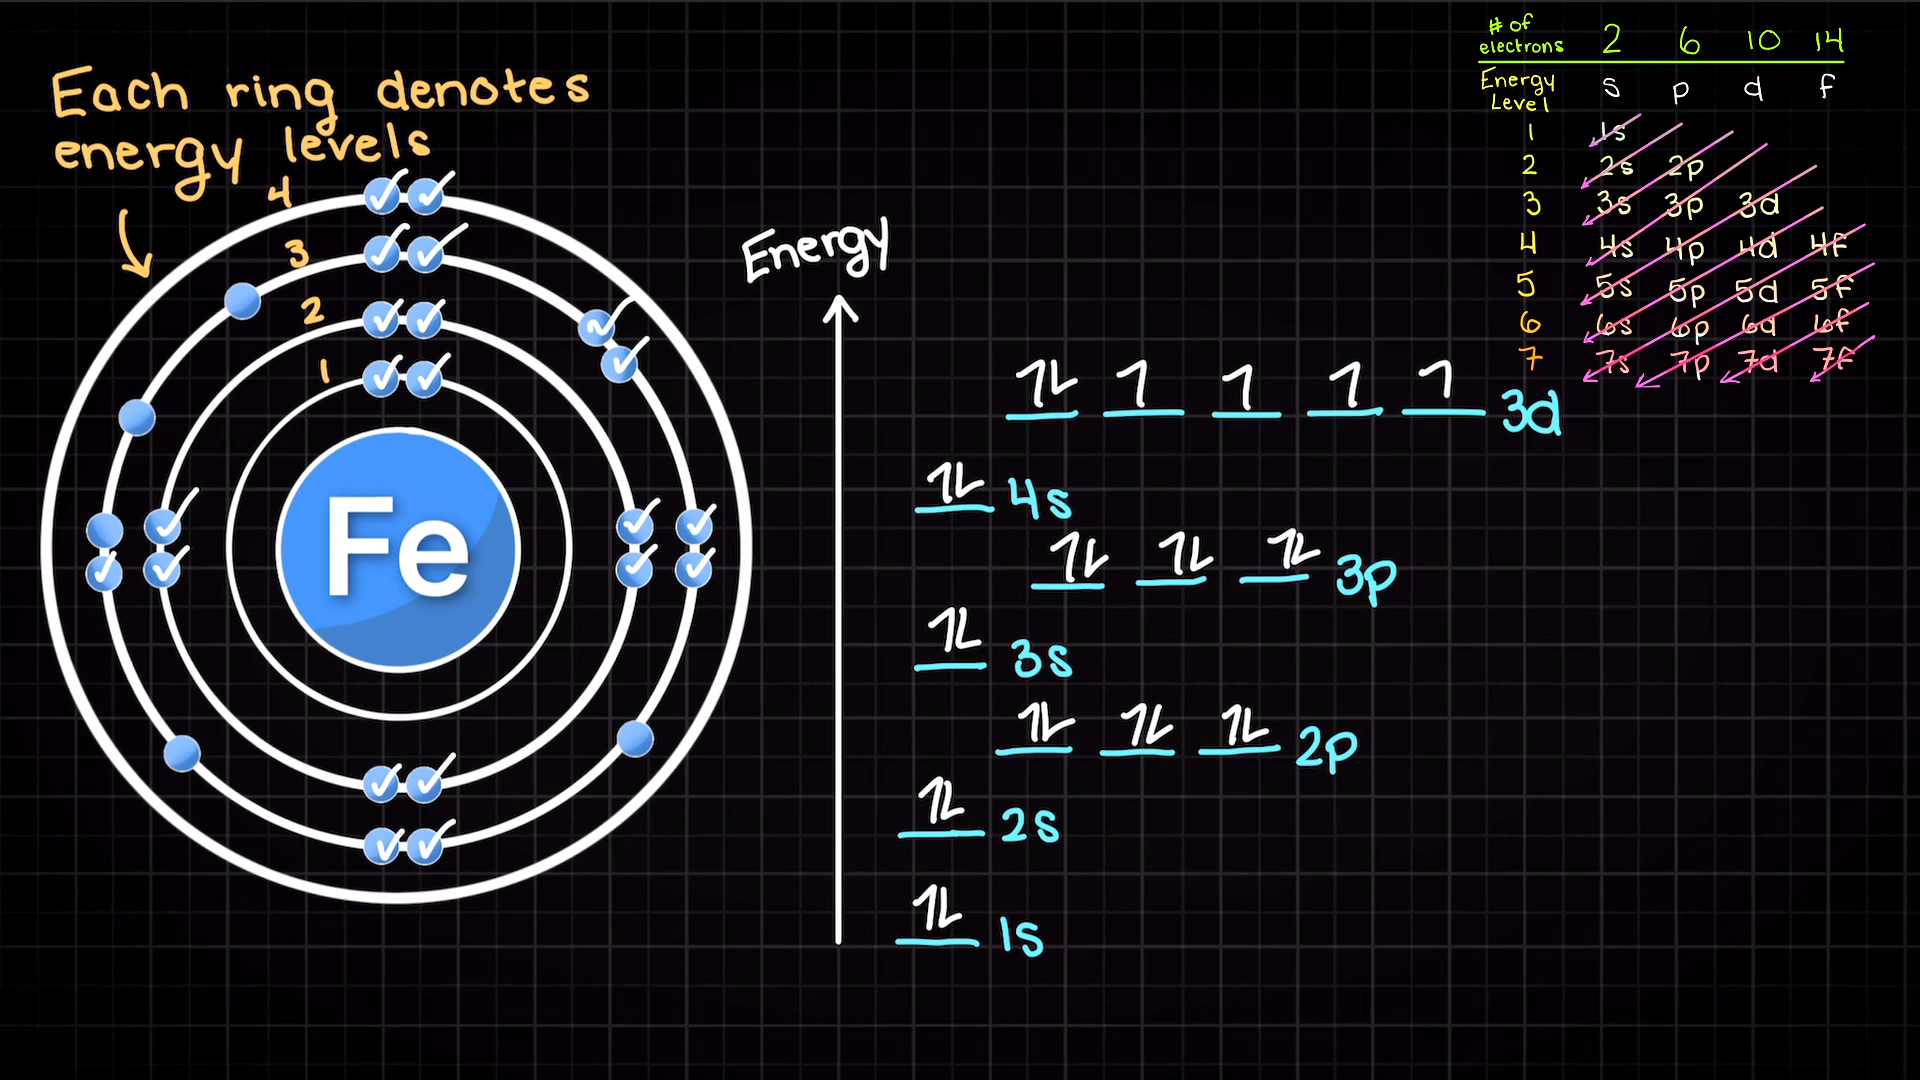 Each ring denotes
energy levels
4
3
2
1
Fe
Energy
3d
4s
3p
3s
2p
2s
1s
# of
electrons 2 6 10 14
Energy
Level s p d f
1 1s
2 2s 2p
3 3s 3p 3d
4 4s 4p 4d 4f
5 5s 5p 5d 5f
6 6s 6p 6d 6f
7 7s 7p 7d 7f